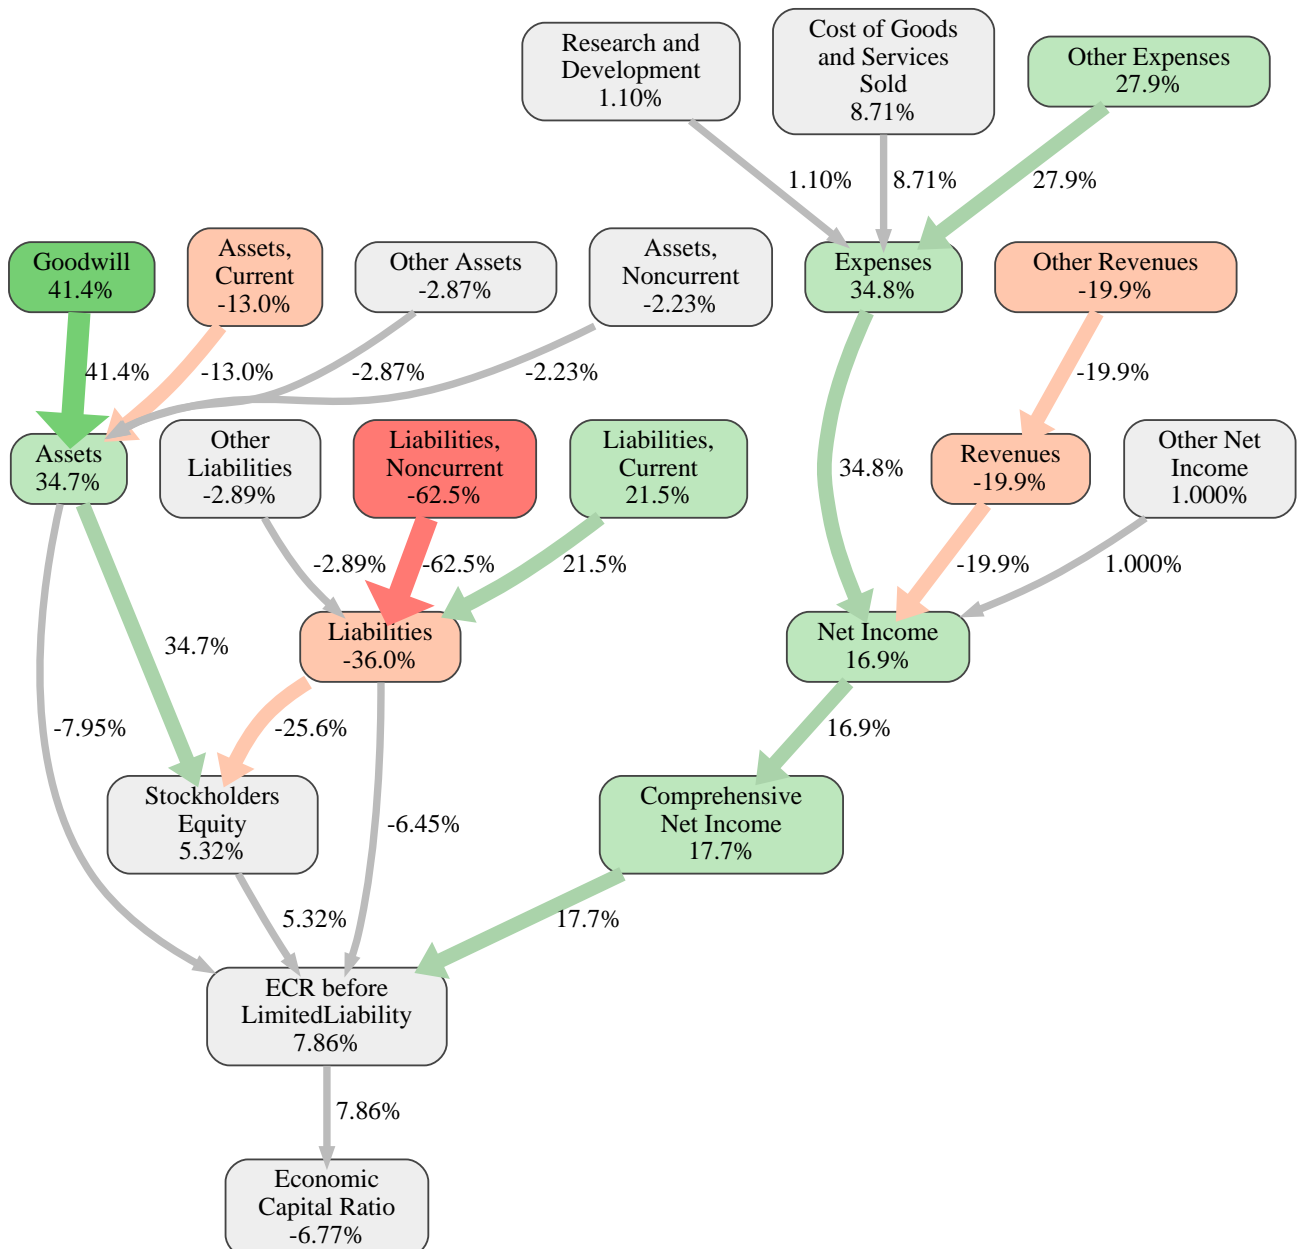 Research and
Development
1.10%
Cost of Goods
and Services
Sold
8.71%
Other Expenses
27.9%
1.10%
8.71%
27.9%
Goodwill
41.4%
Assets,
Current
-13.0%
Other Assets
-2.87%
Assets,
Noncurrent
-2.23%
Expenses
34.8%
Other Revenues
-19.9%
41.4%
-13.0%
-2.87%
-2.23%
-19.9%
Assets
34.7%
Other
Liabilities
-2.89%
Liabilities,
Noncurrent
-62.5%
Liabilities,
Current
21.5%
34.8%
Revenues
-19.9%
Other Net
Income
1.000%
-2.89%
-62.5%
21.5%
-19.9%
1.000%
34.7%
Liabilities
-36.0%
Net Income
16.9%
-7.95%
-25.6%
16.9%
Stockholders
Equity
5.32%
-6.45%
Comprehensive
Net Income
17.7%
5.32%
17.7%
ECR before
LimitedLiability
7.86%
7.86%
Economic
Capital Ratio
-6.77%